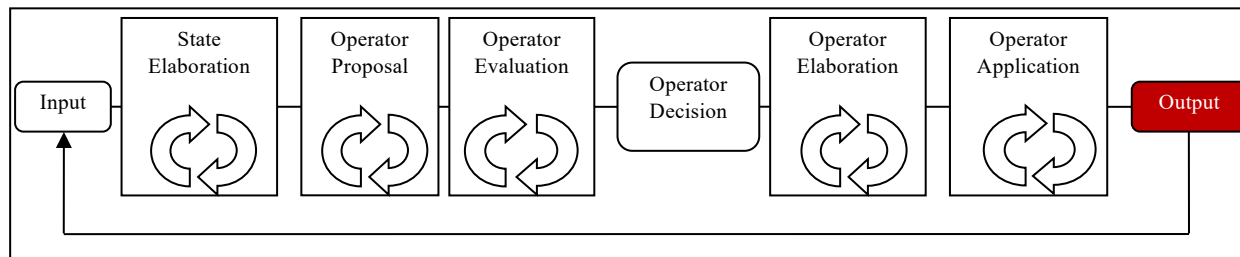 Input
State
Elaboration
Operator
Proposal
Operator
Evaluation
Operator
Decision
Operator
Elaboration
Operator
Application
Output